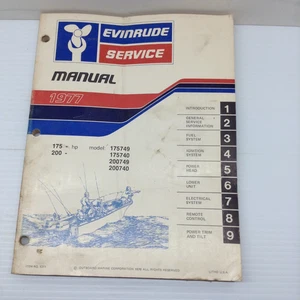 EVINRUDE
SERVICE
MANUAL
1977
175 - hp model 175749
200 - 175740
200749
200740
INTRODUCTION 1
GENERAL SERVICE INFORMATION 2
FUEL SYSTEM 3
IGNITION SYSTEM 4
POWER HEAD 5
LOWER UNIT 6
ELECTRICAL SYSTEM 7
REMOTE CONTROL 8
POWER TRIM AND TILT 9